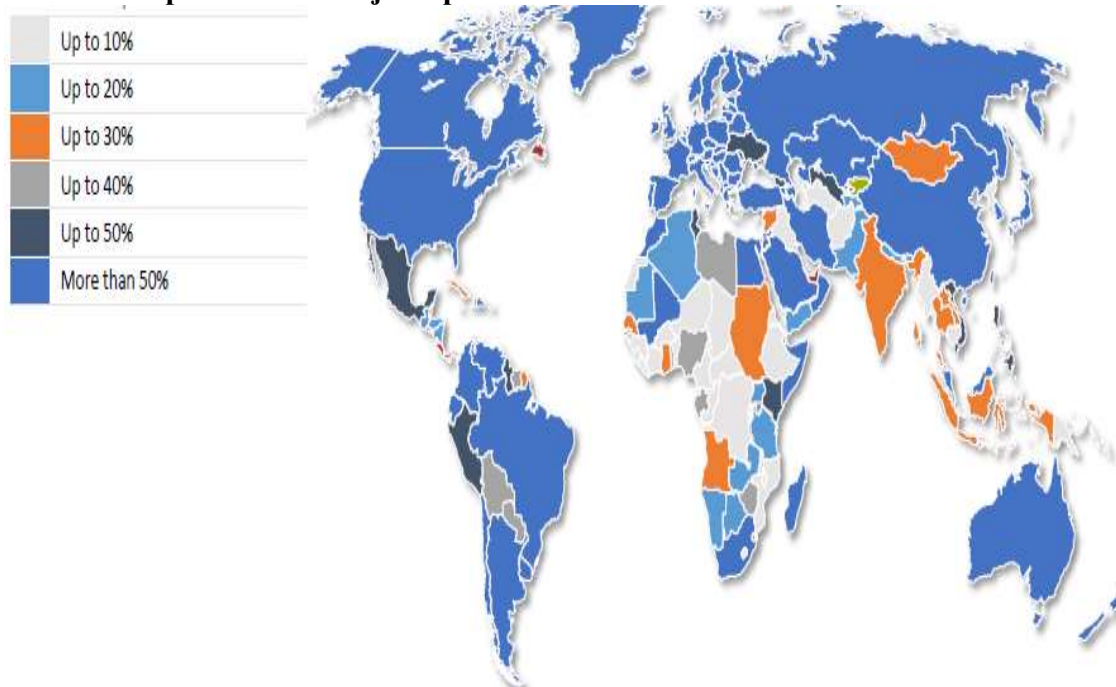 Up to 10%
Up to 20%
Up to 30%
Up to 40%
Up to 50%
More than 50%